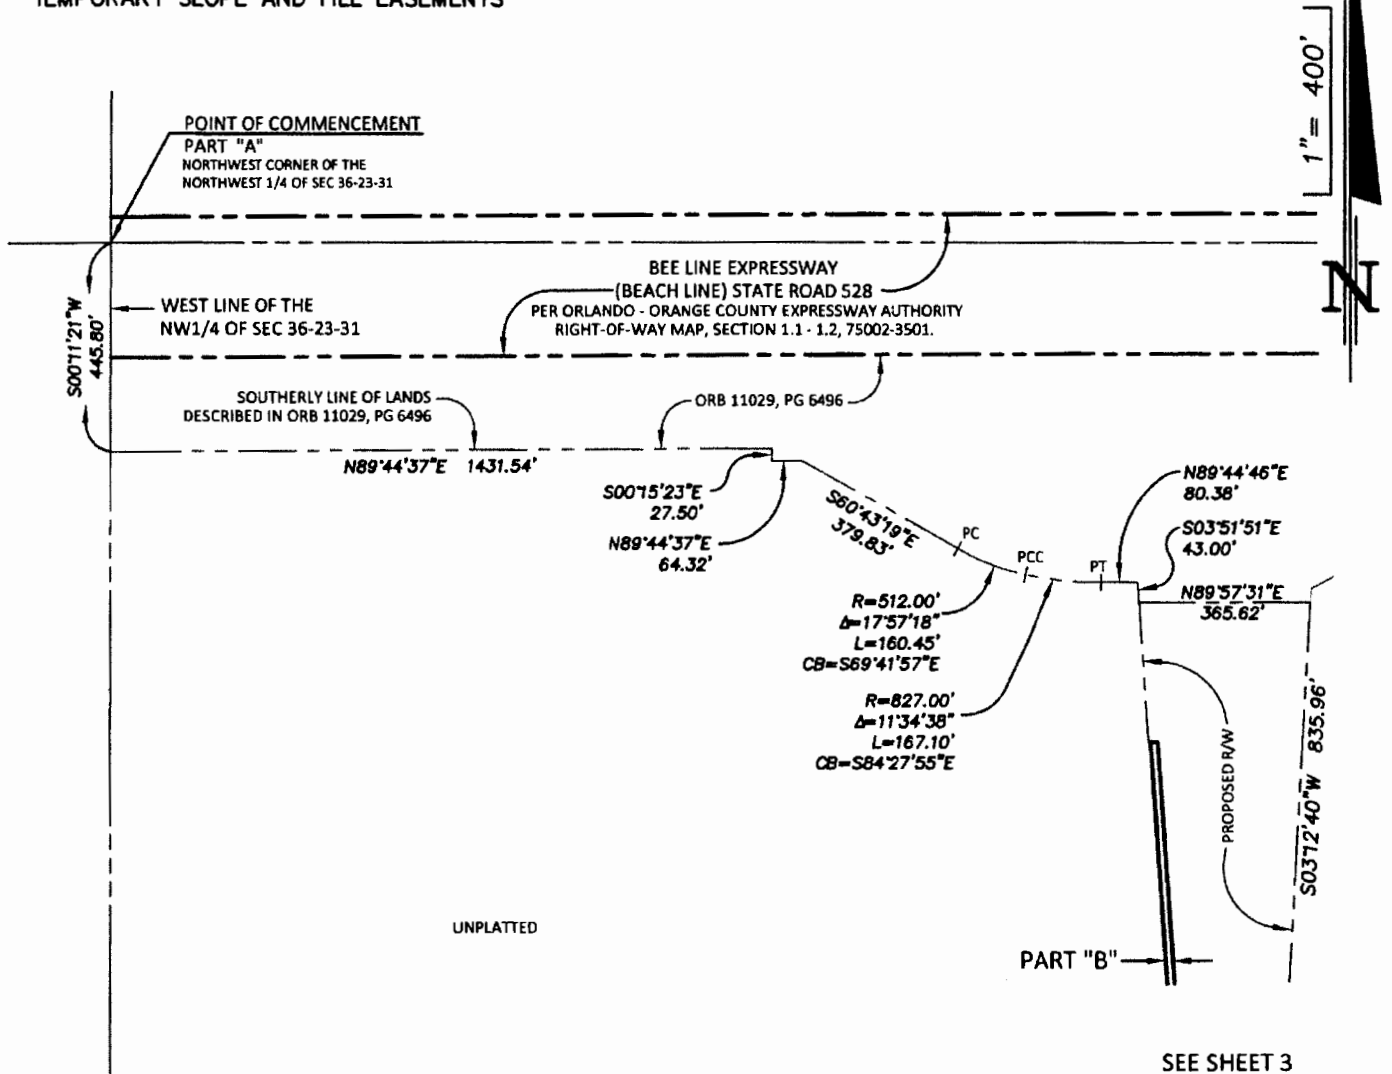 TEMPORARY SLOPE AND FILL EASEMENTS
1"= 400'
N
POINT OF COMMENCEMENT
PART "A"
NORTHWEST CORNER OF THE
NORTHWEST 1/4 OF SEC 36-23-31
BEE LINE EXPRESSWAY
(BEACH LINE) STATE ROAD 528
PER ORLANDO - ORANGE COUNTY EXPRESSWAY AUTHORITY
RIGHT-OF-WAY MAP, SECTION 1.1 - 1.2, 75002-3501.
WEST LINE OF THE
NW1/4 OF SEC 36-23-31
S00°11'21"W
445.80'
SOUTHERLY LINE OF LANDS
DESCRIBED IN ORB 11029, PG 6496
ORB 11029, PG 6496
N89°44'37"E 1431.54'
S00°15'23"E
27.50'
N89°44'37"E
64.32'
S60°43'19"E
379.83'
PC
PCC
PT
N89°44'46"E
80.38'
S03°51'51"E
43.00'
N89°57'31"E
365.62'
R=512.00'
Δ=17°57'18"
L=160.45'
CB=S69°41'57"E
R=827.00'
Δ=11°34'38"
L=167.10'
CB=S84°27'55"E
PROPOSED R/W
S03°12'40"W 835.96'
UNPLATTED
PART "B"
SEE SHEET 3